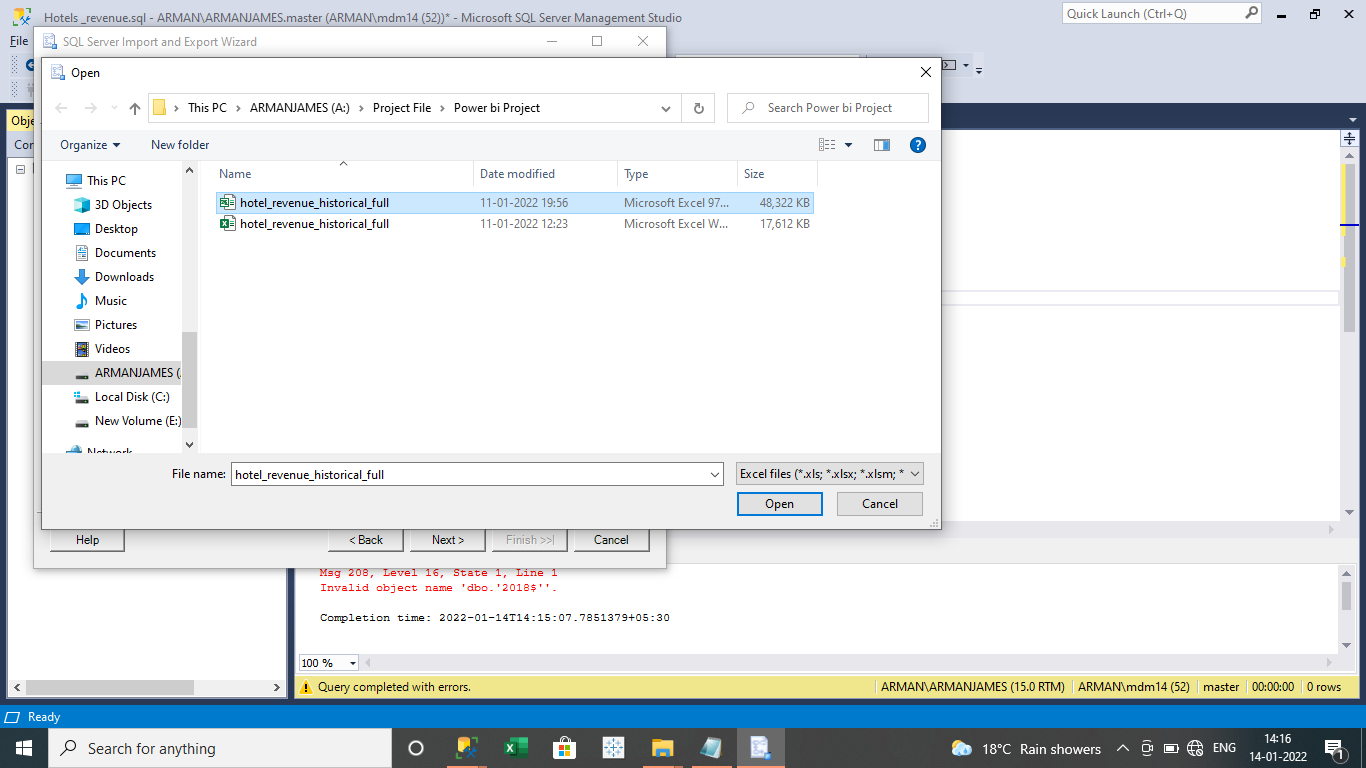 Hotels _revenue.sql - ARMAN\ARMANJAMES.master (ARMAN\mdm14 (52))* - Microsoft SQL Server Management Studio
Quick Launch (Ctrl+Q)
File
SQL Server Import and Export Wizard
Open
This PC > ARMANJAMES (A:) > Project File > Power bi Project
Search Power bi Project
Obje
Organize
New folder
Con
Name
Date modified
Type
Size
This PC
3D Objects
Desktop
Documents
Downloads
Music
Pictures
Videos
ARMANJAMES (
Local Disk (C:)
New Volume (E:)
Network
hotel_revenue_historical_full 11-01-2022 19:56 Microsoft Excel 97... 48,322 KB
hotel_revenue_historical_full 11-01-2022 12:23 Microsoft Excel W... 17,612 KB
File name: hotel_revenue_historical_full
Excel files (*.xls; *.xlsx; *.xlsm; *
Open
Cancel
Help
< Back
Next >
Finish >>|
Cancel
Msg 208, Level 16, State 1, Line 1
Invalid object name 'dbo.'2018$''.
Completion time: 2022-01-14T14:15:07.7851379+05:30
100 %
Query completed with errors.
ARMAN\ARMANJAMES (15.0 RTM)
ARMAN\mdm14 (52)
master
00:00:00
0 rows
Ready
Search for anything
18°C Rain showers
ENG
14:16
14-01-2022
1